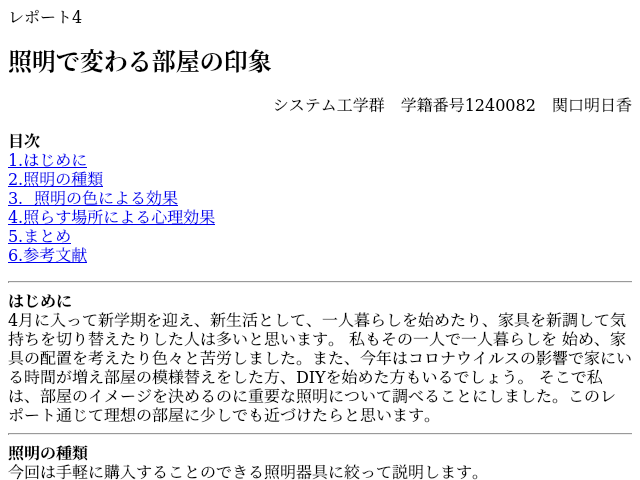 レポート4
照明で変わる部屋の印象
システム工学群　学籍番号1240082　関口明日香
目次
1.はじめに
2.照明の種類
3．照明の色による効果
4.照らす場所による心理効果
5.まとめ
6.参考文献
はじめに
4月に入って新学期を迎え、新生活として、一人暮らしを始めたり、家具を新調して気
持ちを切り替えたりした人は多いと思います。 私もその一人で一人暮らしを 始め、家
具の配置を考えたり色々と苦労しました。また、今年はコロナウイルスの影響で家にい
る時間が増え部屋の模様替えをした方、DIYを始めた方もいるでしょう。 そこで私
は、部屋のイメージを決めるのに重要な照明について調べることにしました。このレ
ポート通じて理想の部屋に少しでも近づけたらと思います。
照明の種類
今回は手軽に購入することのできる照明器具に絞って説明します。